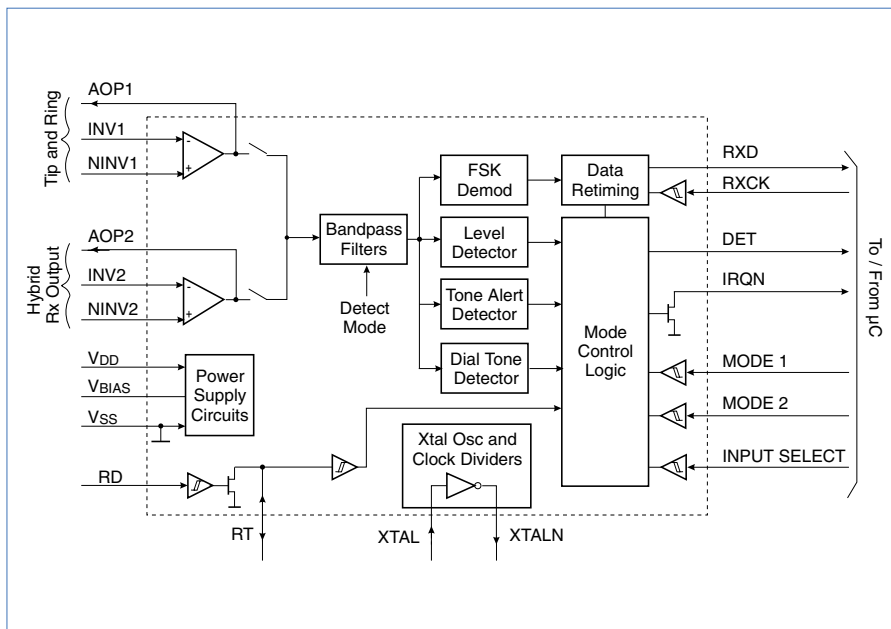 AOP1
INV1
NINV1
Tip and Ring
-
+
AOP2
INV2
NINV2
Hybrid
Rx Output
-
+
Bandpass
Filters
Detect
Mode
FSK
Demod
Level
Detector
Tone Alert
Detector
Dial Tone
Detector
Data
Retiming
Mode
Control
Logic
RXD
RXCK
DET
IRQN
MODE 1
MODE 2
INPUT SELECT
To / From µC
VDD
VBIAS
VSS
Power
Supply
Circuits
RD
RT
Xtal Osc and
Clock Dividers
XTAL
XTALN